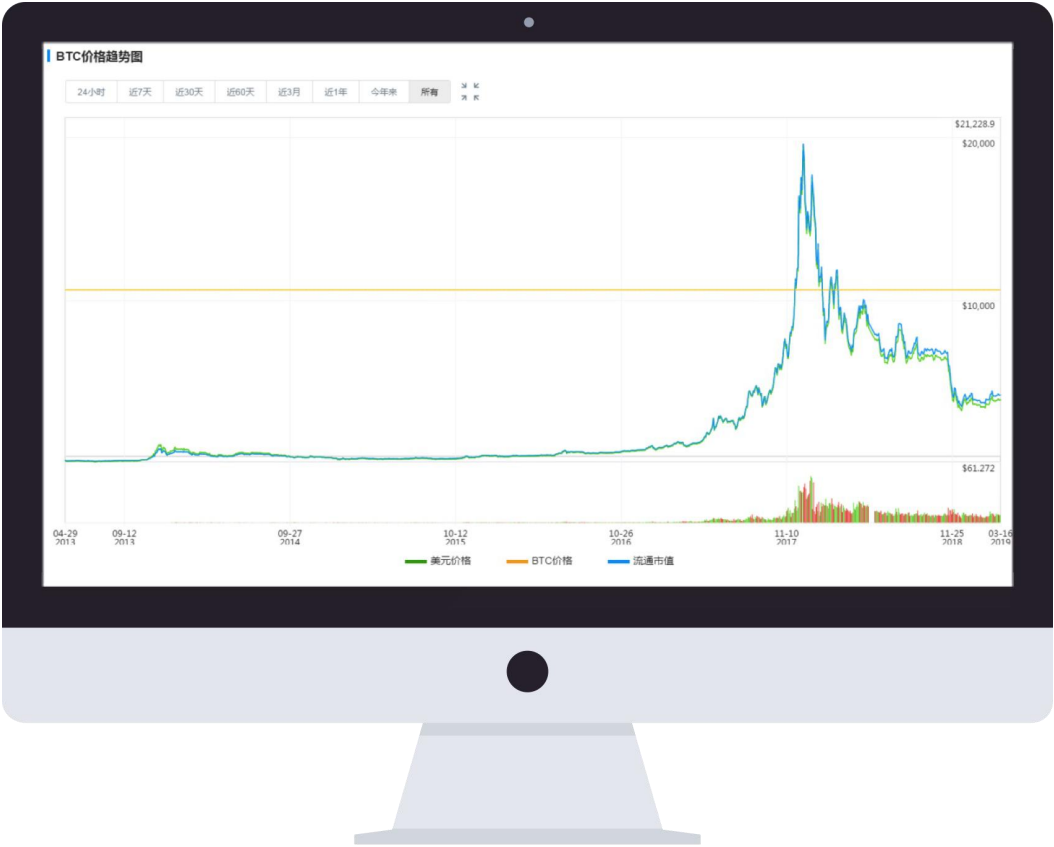 BTC价格趋势图
24小时 近7天 近30天 近60天 近3月 近1年 今年来 所有
$21,228.9
$20,000
$10,000
$61.272
04-29 09-12 09-27 10-12 10-26 11-10 11-25 03-16
2013 2013 2014 2015 2016 2017 2018 2019
美元价格 BTC价格 流通市值